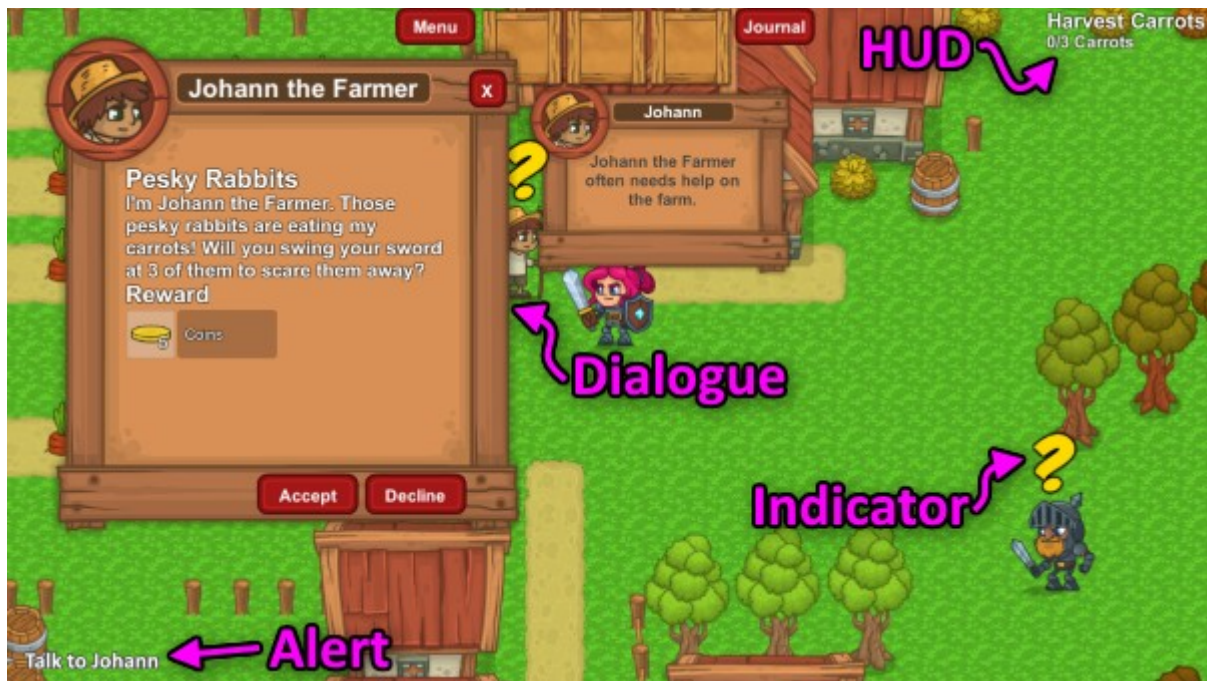 Menu
Journal
Harvest Carrots
0/3 Carrots
HUD
Johann the Farmer
x
Johann
Johann the Farmer
often needs help on
the farm.
?
Pesky Rabbits
I'm Johann the Farmer. Those
pesky rabbits are eating my
carrots! Will you swing your sword
at 3 of them to scare them away?
Reward
5
Coins
Dialogue
?
Indicator
Accept
Decline
Talk to Johann
Alert